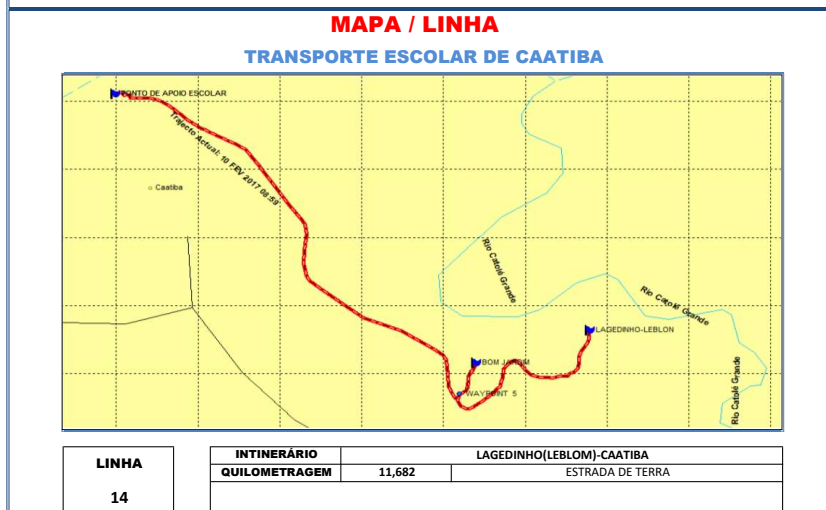 MAPA / LINHA
TRANSPORTE ESCOLAR DE CAATIBA
PONTO DE APOIO ESCOLAR
Trajecto Actual: 10 FEV 2017 08:59
Caatiba
Rio Catolé Grande
Rio Catolé Grande
LAGEDINHO-LEBLON
BOM JARDIM
WAYPOINT 5
Rio Catolé Grande
LINHA
14
INTINERÁRIO LAGEDINHO(LEBLOM)-CAATIBA
QUILOMETRAGEM 11,682 ESTRADA DE TERRA